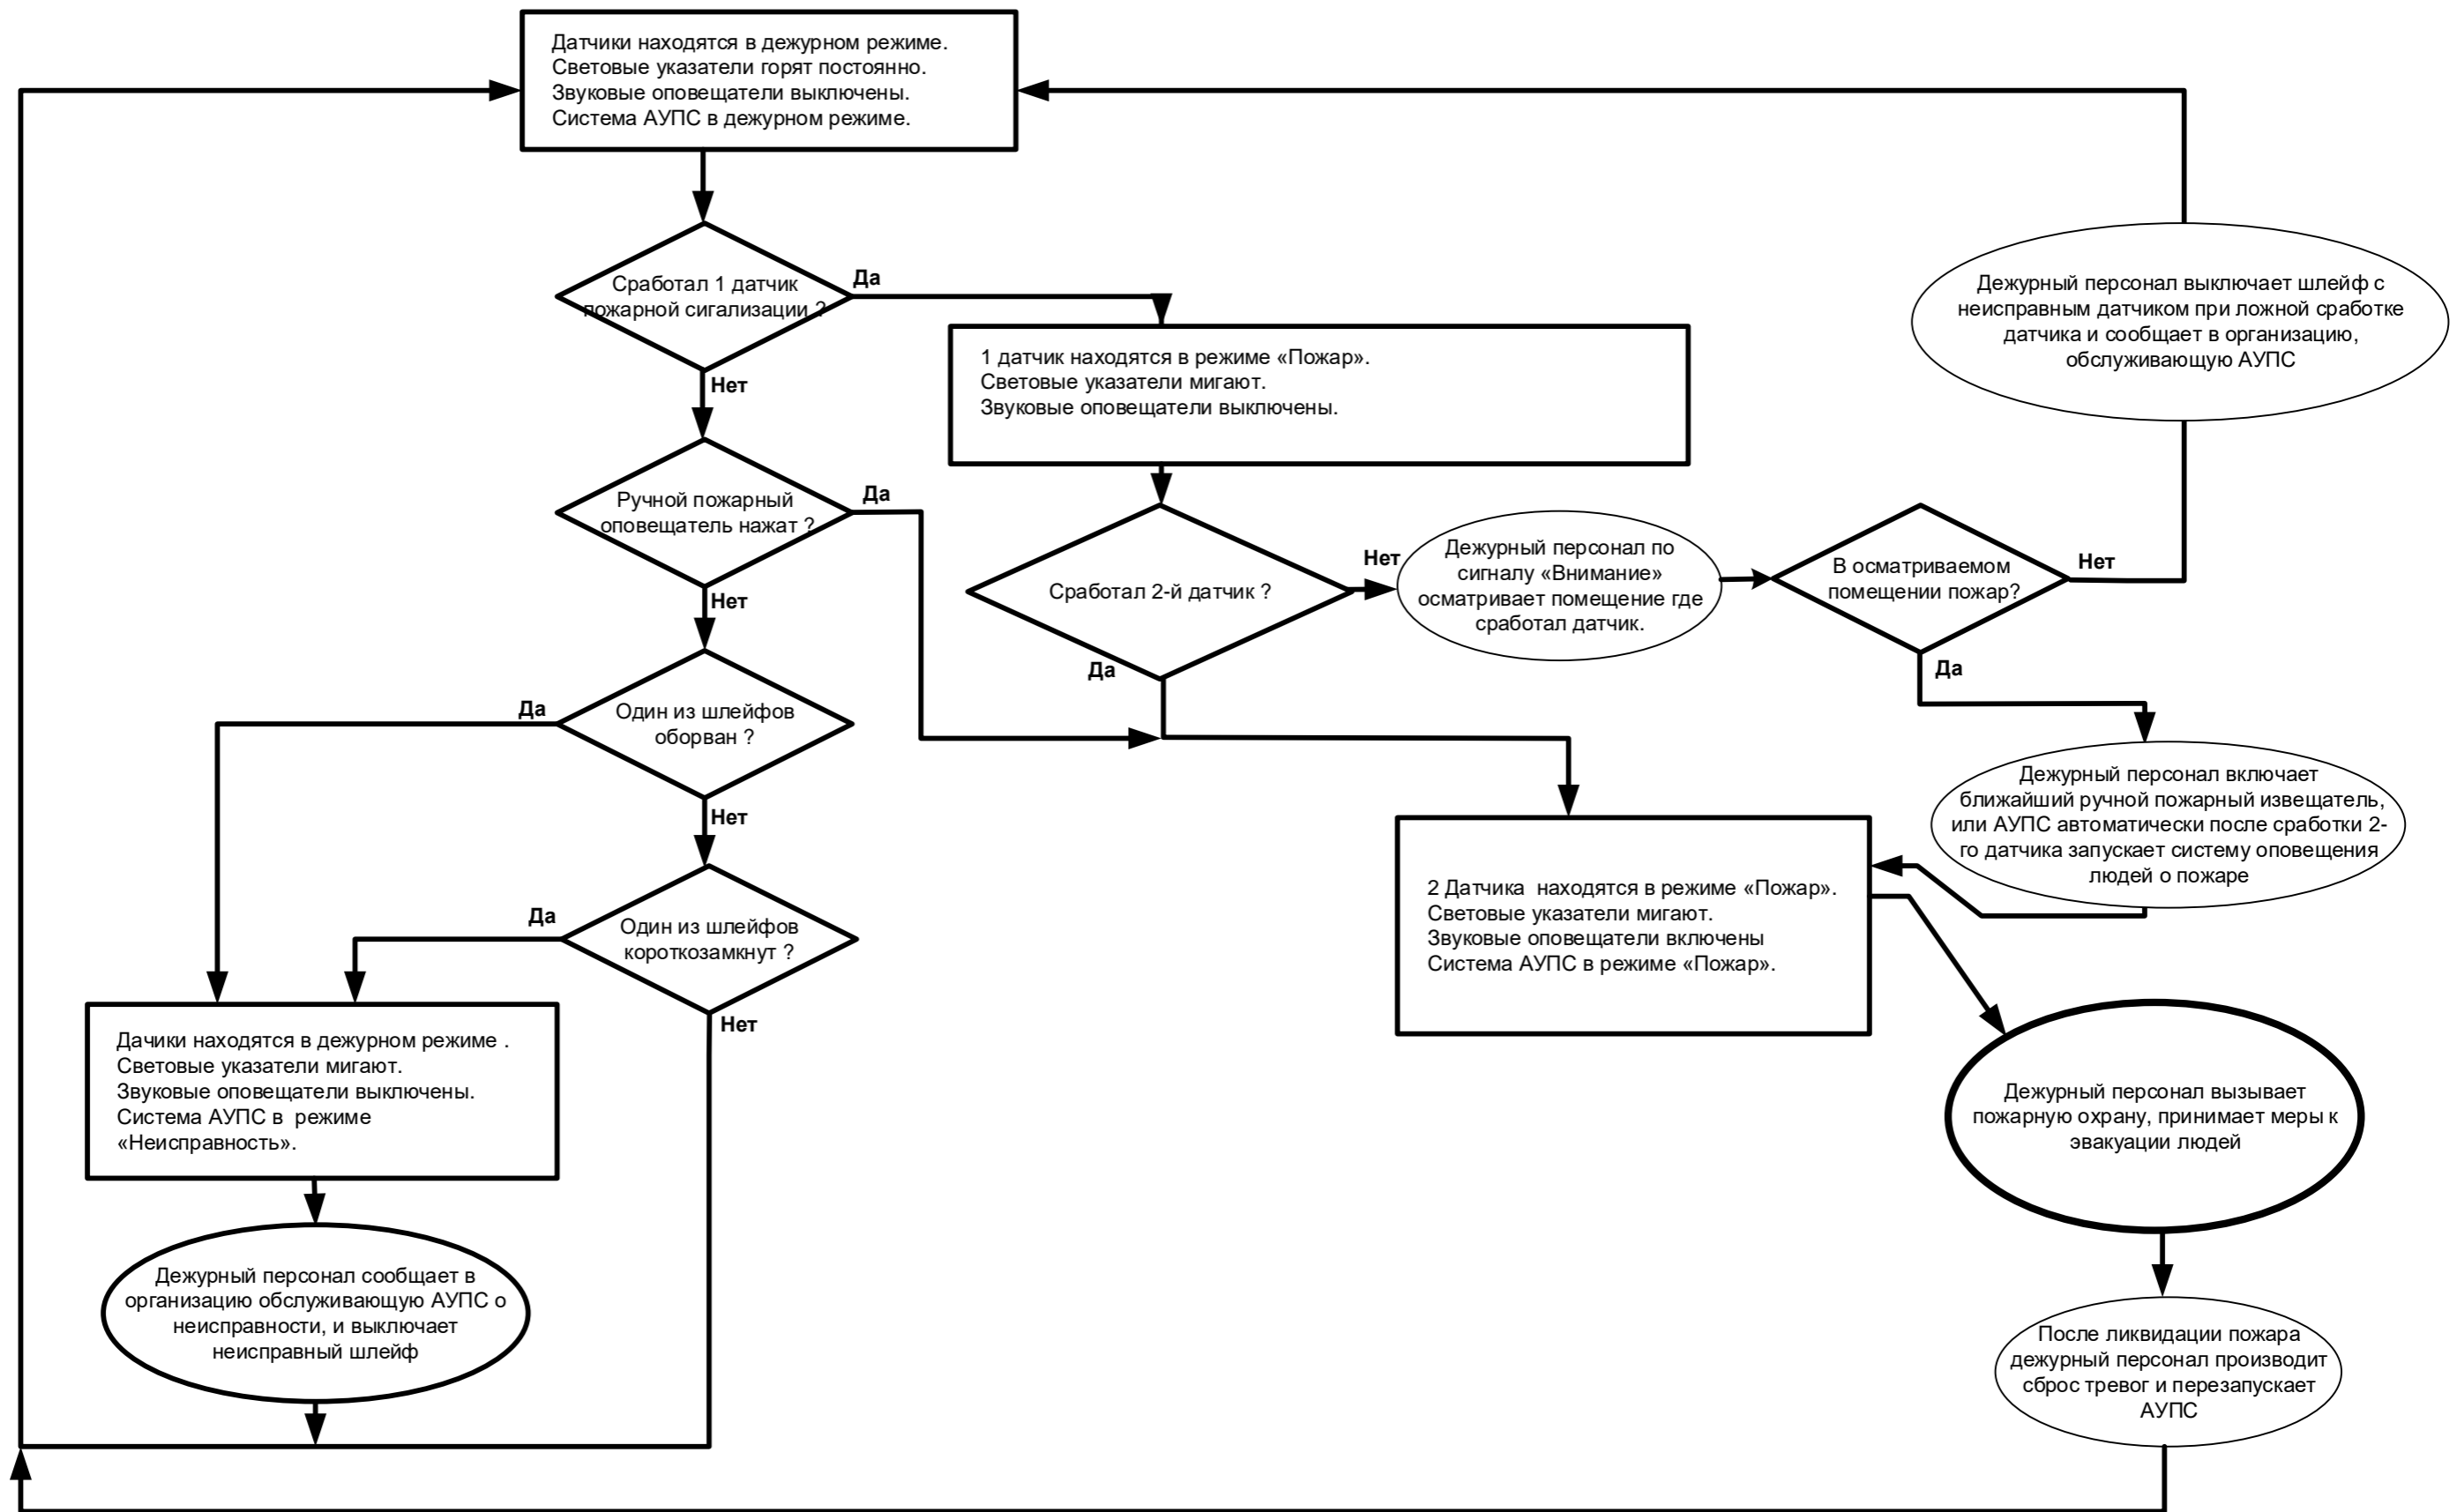 Датчики находятся в дежурном режиме.
Световые указатели горят постоянно.
Звуковые оповещатели выключены.
Система АУПС в дежурном режиме.
Сработал 1 датчик
пожарной сигализации ?
Да
Нет
Дежурный персонал выключает шлейф с
неисправным датчиком при ложной сработке
датчика и сообщает в организацию,
обслуживающую АУПС
1 датчик находятся в режиме «Пожар».
Световые указатели мигают.
Звуковые оповещатели выключены.
Ручной пожарный
оповещатель нажат ?
Да
Нет
Сработал 2-й датчик ?
Нет
Да
Дежурный персонал по
сигналу «Внимание»
осматривает помещение где
сработал датчик.
В осматриваемом
помещении пожар?
Нет
Да
Один из шлейфов
оборван ?
Да
Нет
Дежурный персонал включает
ближайший ручной пожарный извещатель,
или АУПС автоматически после сработки 2-
го датчика запускает систему оповещения
людей о пожаре
Один из шлейфов
короткозамкнут ?
Да
Нет
2 Датчика  находятся в режиме «Пожар».
Световые указатели мигают.
Звуковые оповещатели включены
Система АУПС в режиме «Пожар».
Дачики находятся в дежурном режиме .
Световые указатели мигают.
Звуковые оповещатели выключены.
Система АУПС в  режиме
«Неисправность».
Дежурный персонал вызывает
пожарную охрану, принимает меры к
эвакуации людей
Дежурный персонал сообщает в
организацию обслуживающую АУПС о
неисправности, и выключает
неисправный шлейф
После ликвидации пожара
дежурный персонал производит
сброс тревог и перезапускает
АУПС